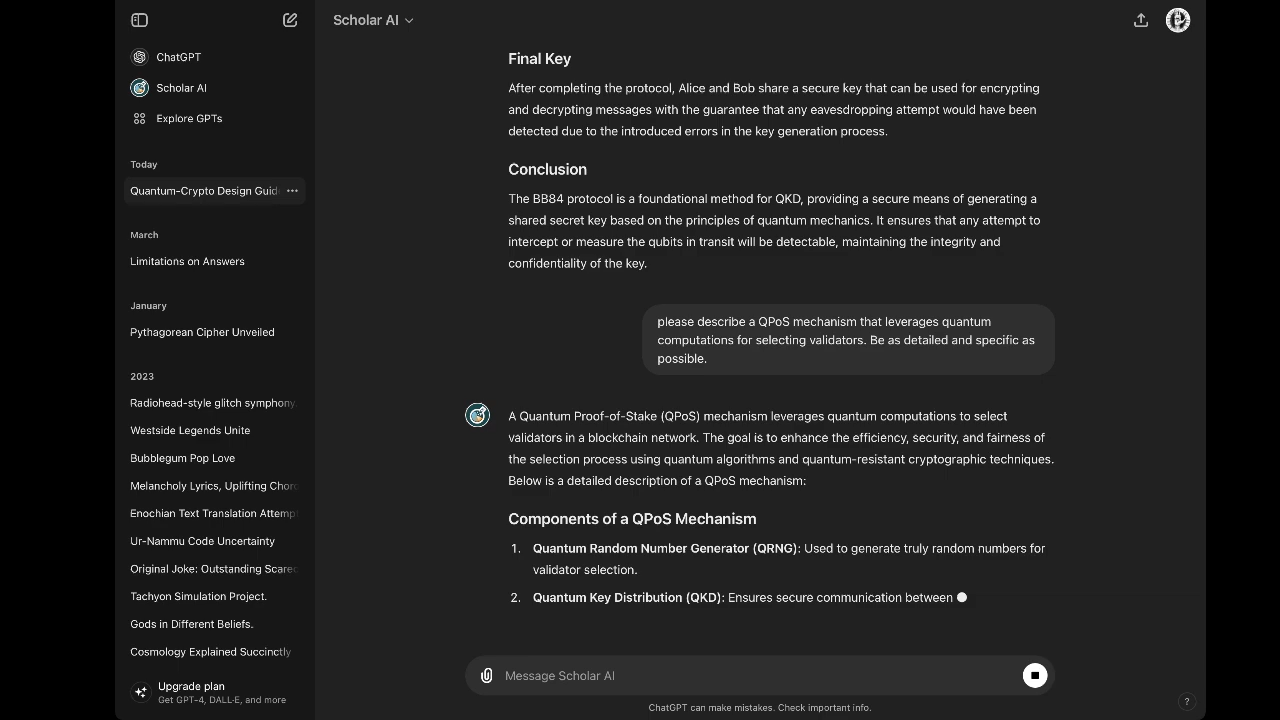 Scholar AI
ChatGPT
Scholar AI
Explore GPTs
Today
Quantum-Crypto Design Guid
March
Limitations on Answers
January
Pythagorean Cipher Unveiled
2023
Radiohead-style glitch symphony.
Westside Legends Unite
Bubblegum Pop Love
Melancholy Lyrics, Uplifting Chor
Enochian Text Translation Attemp
Ur-Nammu Code Uncertainty
Original Joke: Outstanding Scare
Tachyon Simulation Project.
Gods in Different Beliefs.
Cosmology Explained Succinctly
Upgrade plan
Get GPT-4, DALL·E, and more
Final Key
After completing the protocol, Alice and Bob share a secure key that can be used for encrypting
and decrypting messages with the guarantee that any eavesdropping attempt would have been
detected due to the introduced errors in the key generation process.
Conclusion
The BB84 protocol is a foundational method for QKD, providing a secure means of generating a
shared secret key based on the principles of quantum mechanics. It ensures that any attempt to
intercept or measure the qubits in transit will be detectable, maintaining the integrity and
confidentiality of the key.
please describe a QPoS mechanism that leverages quantum
computations for selecting validators. Be as detailed and specific as
possible.
A Quantum Proof-of-Stake (QPoS) mechanism leverages quantum computations to select
validators in a blockchain network. The goal is to enhance the efficiency, security, and fairness of
the selection process using quantum algorithms and quantum-resistant cryptographic techniques.
Below is a detailed description of a QPoS mechanism:
Components of a QPoS Mechanism
1. Quantum Random Number Generator (QRNG): Used to generate truly random numbers for
validator selection.
2. Quantum Key Distribution (QKD): Ensures secure communication between
Message Scholar AI
ChatGPT can make mistakes. Check important info.
?